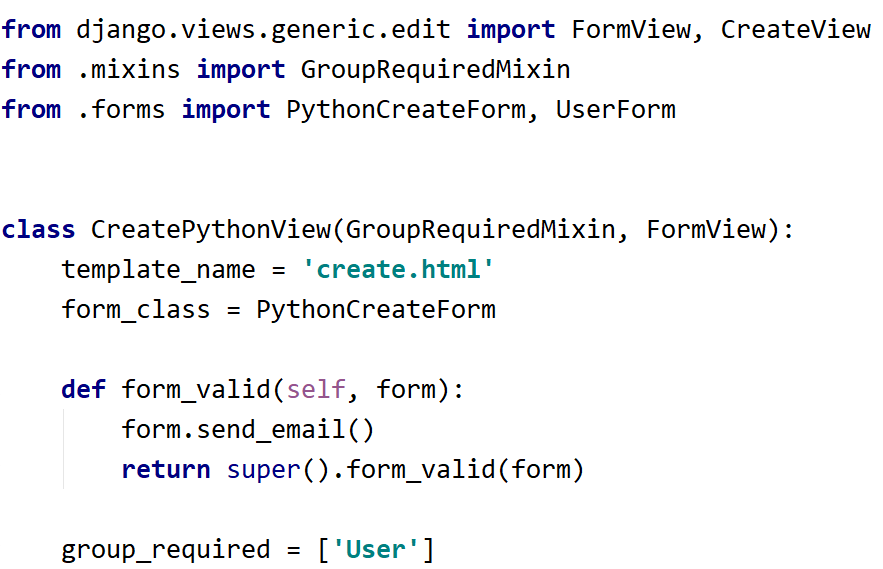 from django.views.generic.edit import FormView, CreateView
from .mixins import GroupRequiredMixin
from .forms import PythonCreateForm, UserForm
class CreatePythonView(GroupRequiredMixin, FormView):
    template_name = 'create.html'
    form_class = PythonCreateForm
    def form_valid(self, form):
        form.send_email()
        return super().form_valid(form)
    group_required = ['User']